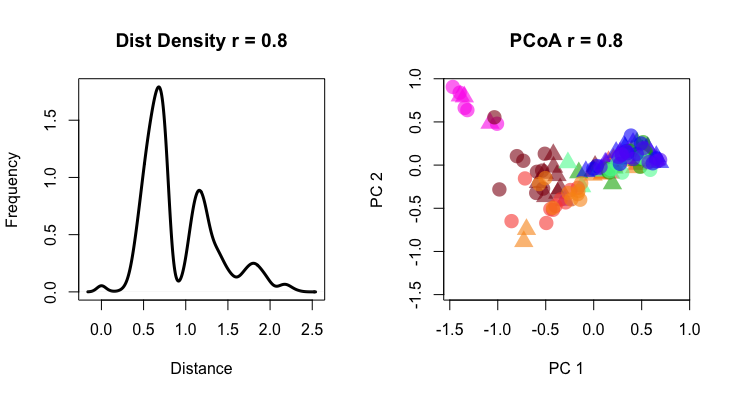 Dist Density r = 0.8
Frequency
1.5
1.0
0.5
0.0
0.0 0.5 1.0 1.5 2.0 2.5
Distance
PCoA r = 0.8
PC 2
1.0
0.5
0.0
-0.5
-1.0
-1.5
-1.5 -1.0 -0.5 0.0 0.5 1.0
PC 1